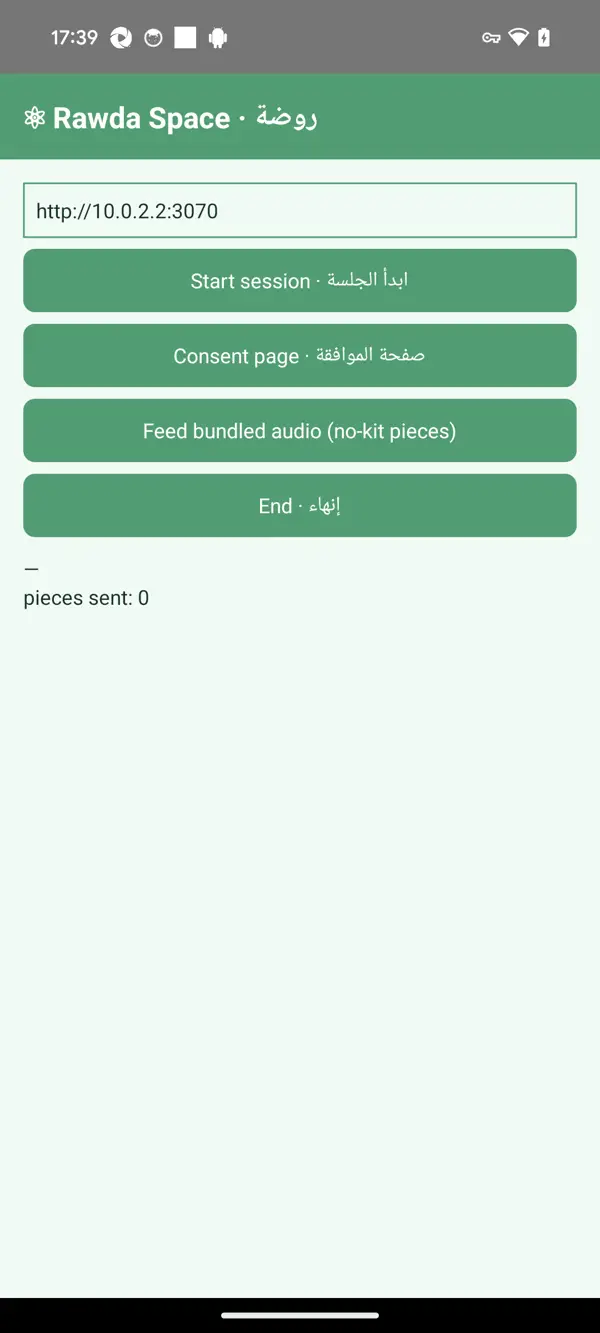 17:39
Rawda Space · روضة
http://10.0.2.2:3070
Start session · ابدأ الجلسة
Consent page · صفحة الموافقة
Feed bundled audio (no-kit pieces)
End · إنهاء
—
pieces sent: 0